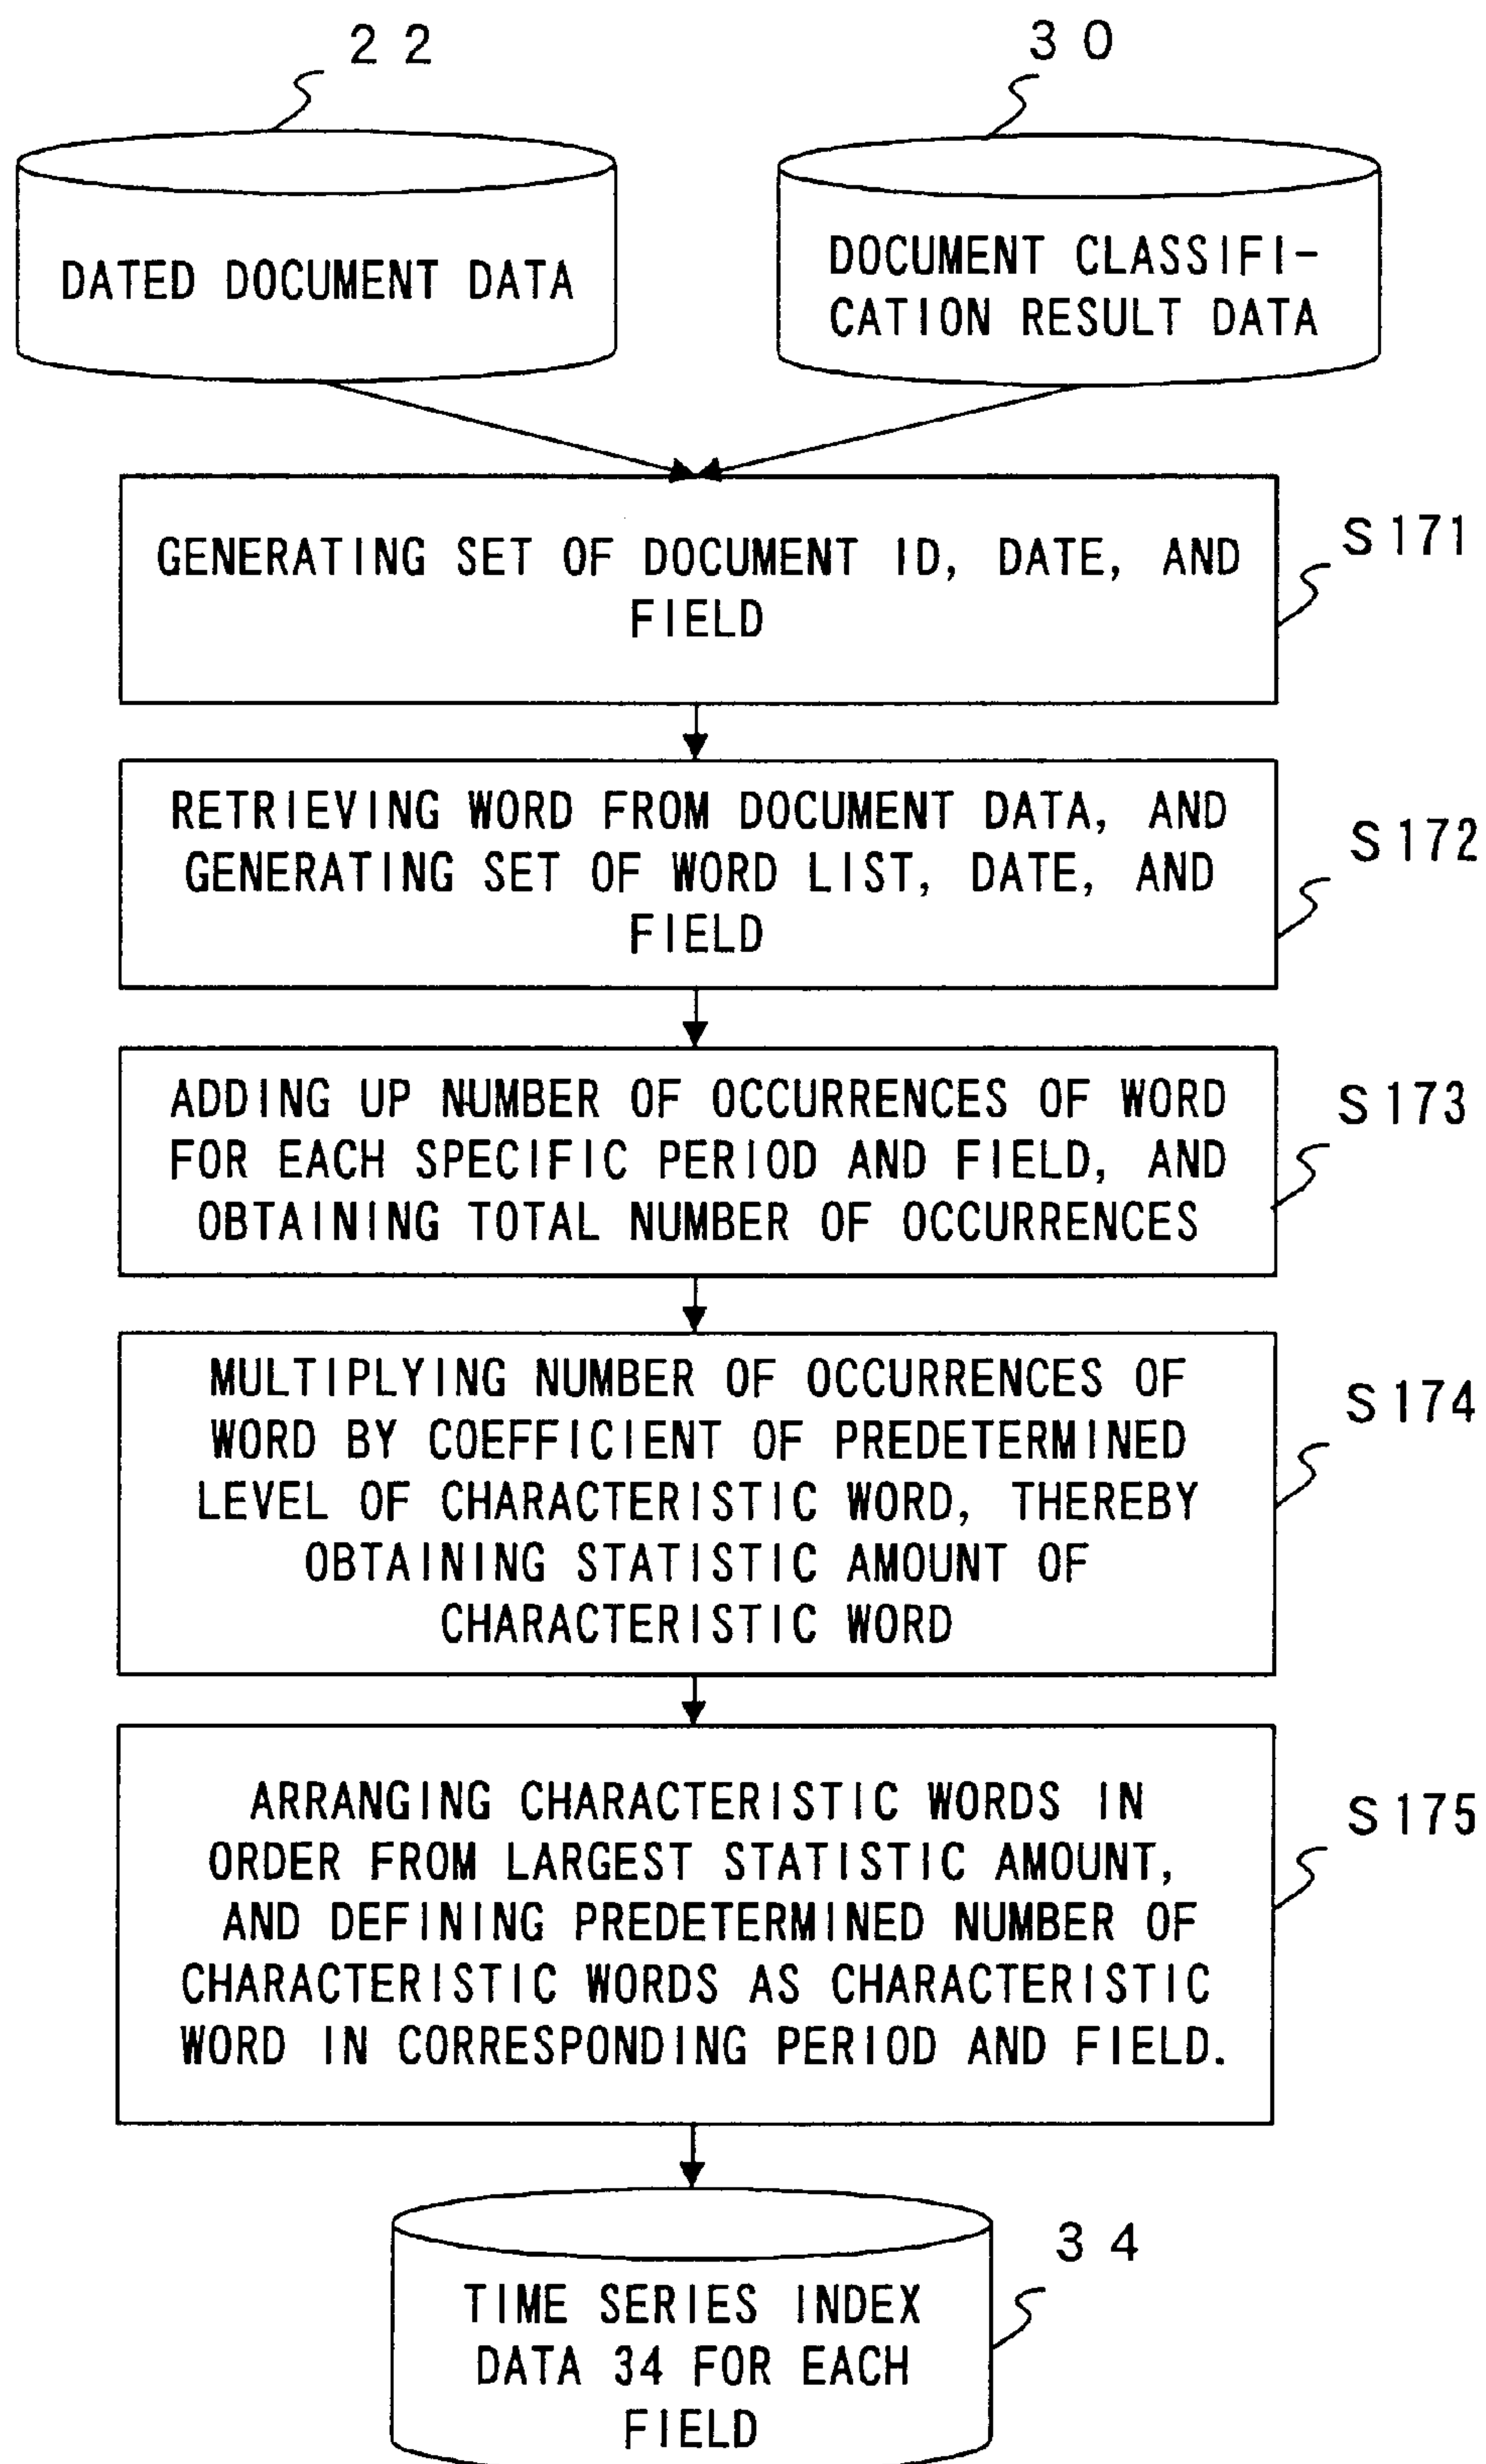 22
30
DATED DOCUMENT DATA
DOCUMENT CLASSIFI-
CATION RESULT DATA
GENERATING SET OF DOCUMENT ID, DATE, AND
FIELD
S171
RETRIEVING WORD FROM DOCUMENT DATA, AND
GENERATING SET OF WORD LIST, DATE, AND
FIELD
S172
ADDING UP NUMBER OF OCCURRENCES OF WORD
FOR EACH SPECIFIC PERIOD AND FIELD, AND
OBTAINING TOTAL NUMBER OF OCCURRENCES
S173
MULTIPLYING NUMBER OF OCCURRENCES OF
WORD BY COEFFICIENT OF PREDETERMINED
LEVEL OF CHARACTERISTIC WORD, THEREBY
OBTAINING STATISTIC AMOUNT OF
CHARACTERISTIC WORD
S174
ARRANGING CHARACTERISTIC WORDS IN
ORDER FROM LARGEST STATISTIC AMOUNT,
AND DEFINING PREDETERMINED NUMBER OF
CHARACTERISTIC WORDS AS CHARACTERISTIC
WORD IN CORRESPONDING PERIOD AND FIELD.
S175
34
TIME SERIES INDEX
DATA 34 FOR EACH
FIELD